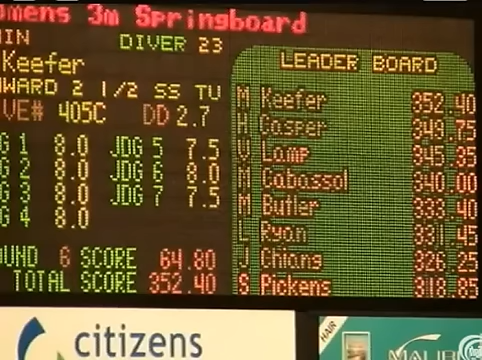 omens 3m Springboard
IN DIVER 23
Keefer
WARD 2 1/2 SS TU
VE# 405C DD 2.7
G 1 8.0 JDG 5 7.5
G 2 8.0 JDG 6 8.0
G 3 8.0 JDG 7 7.5
G 4 8.0
UND 6 SCORE 64.80
TOTAL SCORE 352.40
LEADER BOARD
M Keefer 352.40
H Casper 349.75
V Lamp 345.35
M Gabassol 340.00
M Butler 333.40
L Ryan 331.45
J Chiang 326.25
S Pickens 318.85
citizens
HAIR
MALIBU